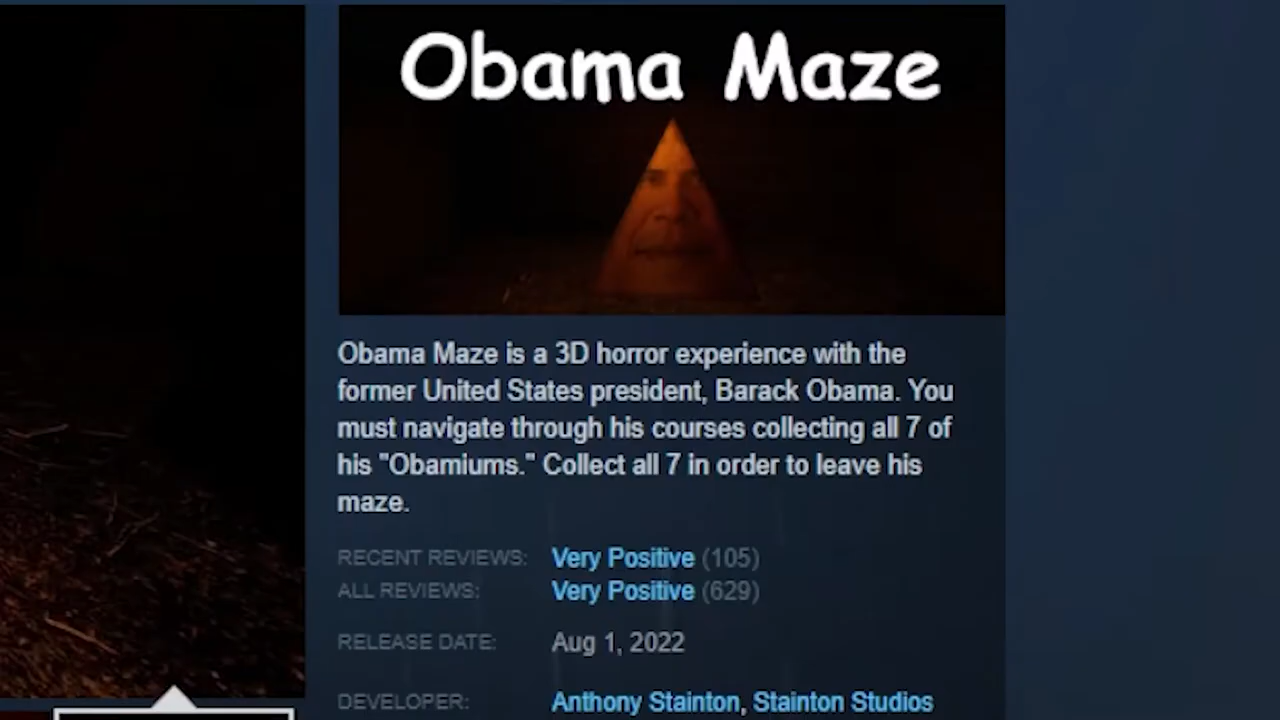 Obama Maze
Obama Maze is a 3D horror experience with the
former United States president, Barack Obama. You
must navigate through his courses collecting all 7 of
his "Obamiums." Collect all 7 in order to leave his
maze.
RECENT REVIEWS: Very Positive (105)
ALL REVIEWS: Very Positive (629)
RELEASE DATE: Aug 1, 2022
DEVELOPER: Anthony Stainton, Stainton Studios